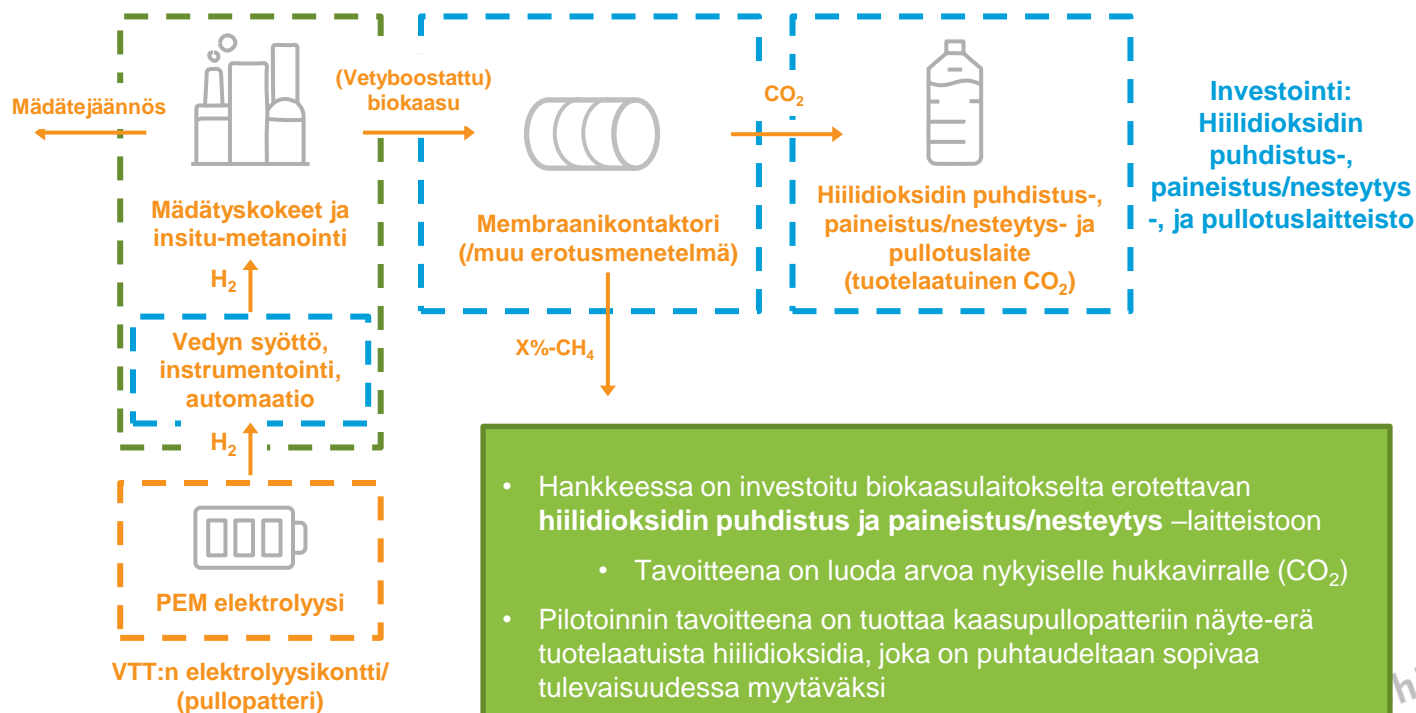 Mädätejäännös
Mädätyskokeet ja
insitu-metanointi
H₂
Vedyn syöttö,
instrumentointi,
automaatio
H₂
PEM elektrolyysi
VTT:n elektrolyysikontti/
(pullopatteri)
(Vetyboostattu)
biokaasu
Membraanikontaktori
(/muu erotusmenetelmä)
X%-CH₄
CO₂
Hiilidioksidin puhdistus-,
paineistus/nesteytys- ja
pullotuslaite
(tuotelaatuinen CO₂)
Investointi:
Hiilidioksidin
puhdistus-,
paineistus/nesteytys
-, ja pullotuslaitteisto
• Hankkeessa on investoitu biokaasulaitokselta erotettavan
hiilidioksidin puhdistus ja paineistus/nesteytys –laitteistoon
• Tavoitteena on luoda arvoa nykyiselle hukkavirralle (CO₂)
• Pilotoinnin tavoitteena on tuottaa kaasupullopatteriin näyte-erä
tuotelaatuista hiilidioksidia, joka on puhtaudeltaan sopivaa
tulevaisuudessa myytäväksi